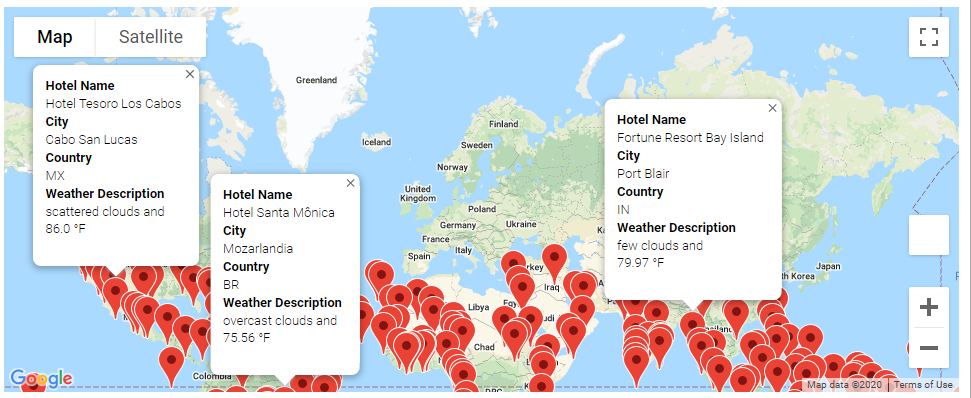 Map
Satellite
Hotel Name
Hotel Tesoro Los Cabos
City
Cabo San Lucas
Country
MX
Weather Description
scattered clouds and
86.0 °F
Hotel Name
Hotel Santa Mônica
City
Mozarlandia
Country
BR
Weather Description
overcast clouds and
75.56 °F
Hotel Name
Fortune Resort Bay Island
City
Port Blair
Country
IN
Weather Description
few clouds and
79.97 °F
Greenland
Iceland
Finland
Sweden
Norway
United
Kingdom
Poland
Germany
Ukraine
France
Italy
Spain
Iraq
Libya
Chad
Colombia
Japan
Google
Map data ©2020
Terms of Use